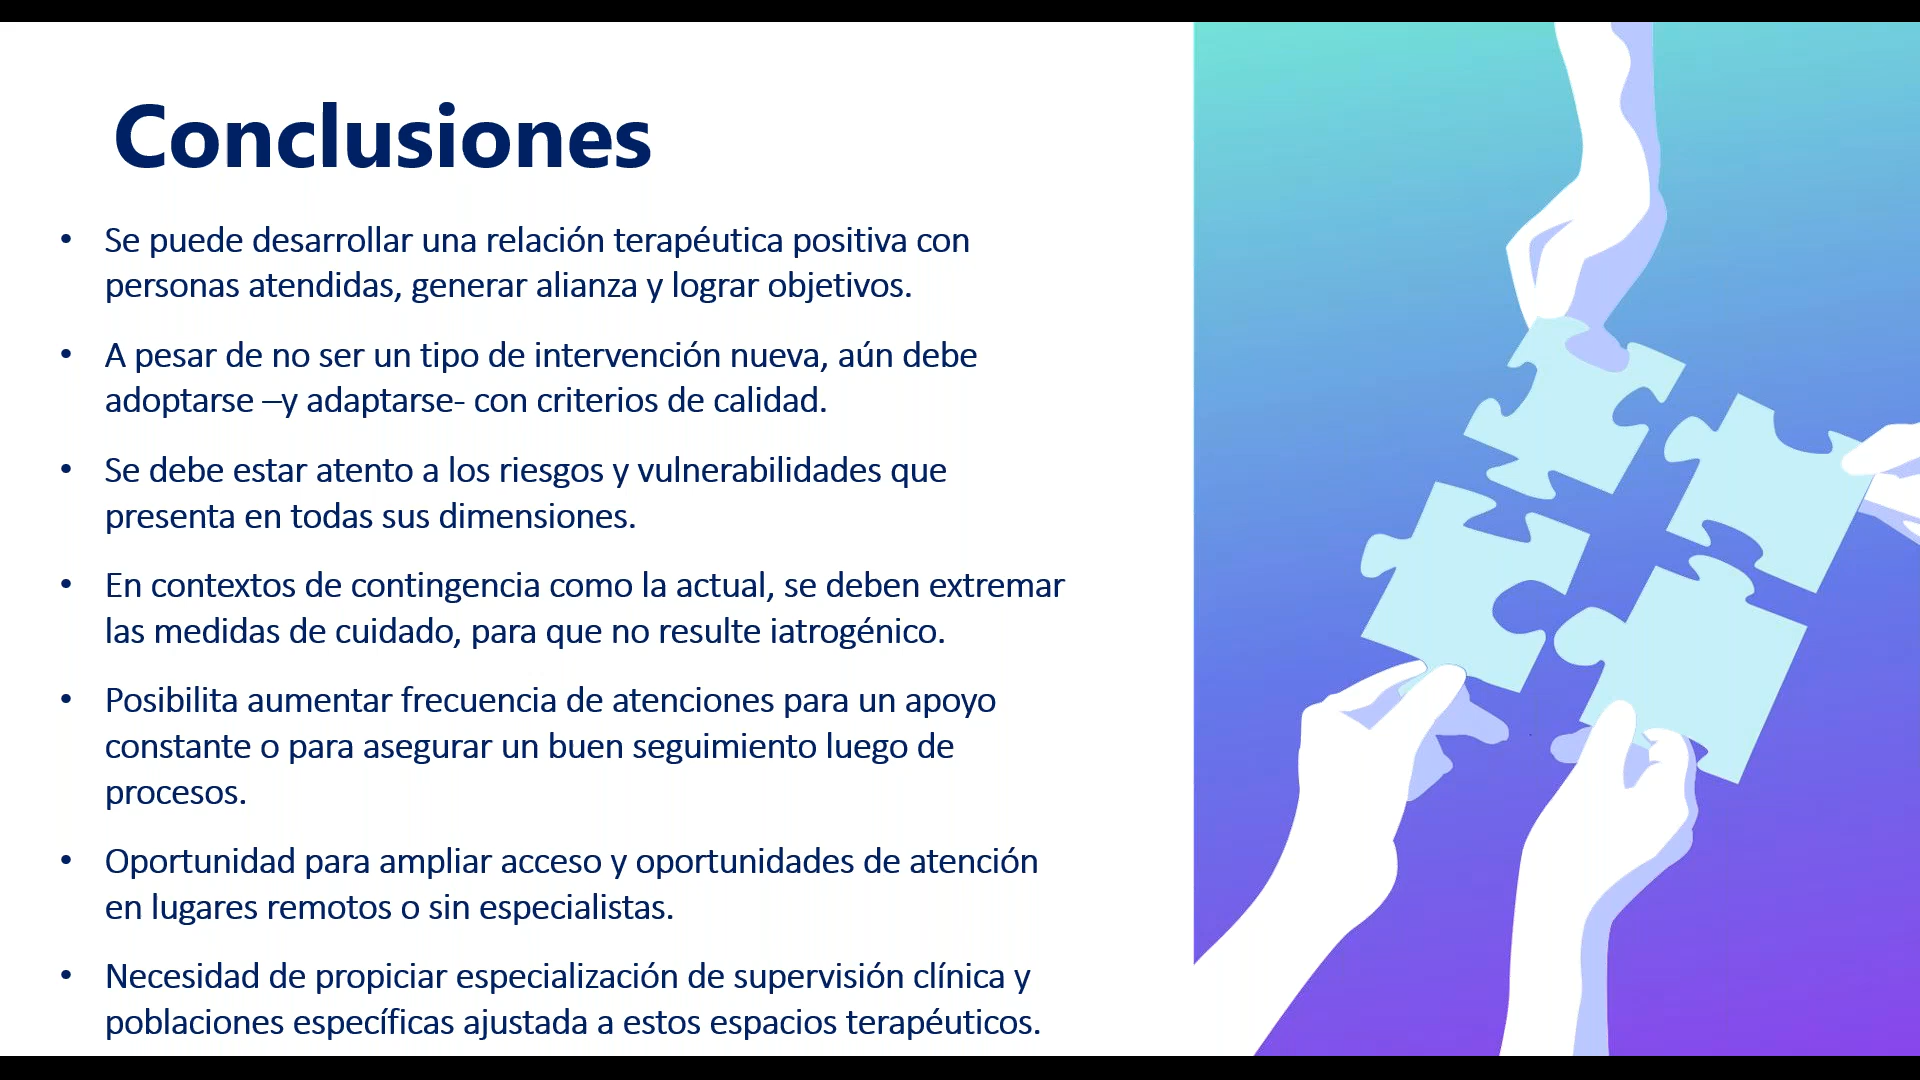 Conclusiones
• Se puede desarrollar una relación terapéutica positiva con
personas atendidas, generar alianza y lograr objetivos.
• A pesar de no ser un tipo de intervención nueva, aún debe
adoptarse –y adaptarse- con criterios de calidad.
• Se debe estar atento a los riesgos y vulnerabilidades que
presenta en todas sus dimensiones.
• En contextos de contingencia como la actual, se deben extremar
las medidas de cuidado, para que no resulte iatrogénico.
• Posibilita aumentar frecuencia de atenciones para un apoyo
constante o para asegurar un buen seguimiento luego de
procesos.
• Oportunidad para ampliar acceso y oportunidades de atención
en lugares remotos o sin especialistas.
• Necesidad de propiciar especialización de supervisión clínica y
poblaciones específicas ajustada a estos espacios terapéuticos.